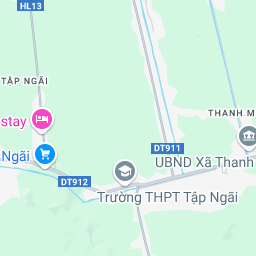 HL13
TẬP NGÃI
THANH M
stay
DT911
Ngãi
UBND Xã Thanh
DT912
Trường THPT Tập Ngãi